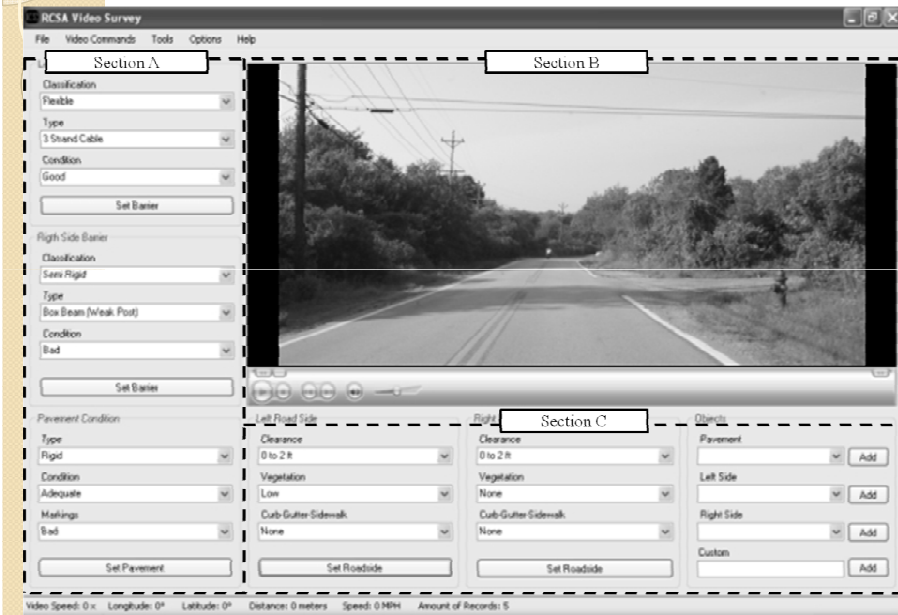 RCSA Video Survey
File Video Commands Tools Options Help
Section A
Section B
Classification
Flexible
Type
3 Strand Cable
Condition
Good
Set Barrier
Rigth Side Barrier
Classification
Semi Rigid
Type
Box Beam (Weak Post)
Condition
Bad
Set Barrier
Pavement Condition
Type
Rigid
Condition
Adequate
Markings
Bad
Set Pavement
Section C
Left Road Side
Clearance
0 to 2 ft
Vegetation
Low
Curb-Gutter-Sidewalk
None
Set Roadside
Clearance
0 to 2 ft
Vegetation
None
Curb-Gutter-Sidewalk
None
Set Roadside
Objects
Pavement
Add
Left Side
Add
Right Side
Add
Custom
Add
Video Speed: 0 x Longitude: 0° Latitude: 0° Distance: 0 meters Speed: 0 MPH Amount of Records: 5